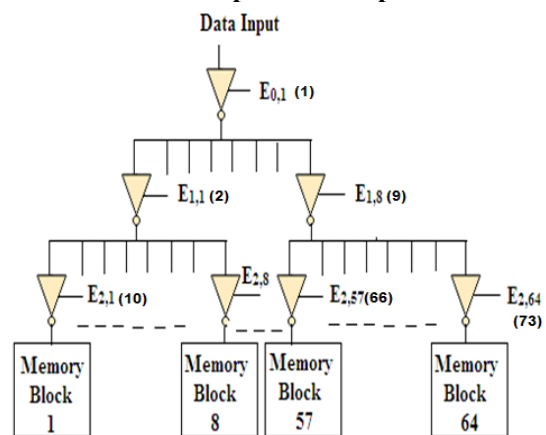 Data Input
E0,1 (1)
E1,1 (2) E1,8 (9)
E2,1 (10) E2,8 E2,57 (66) E2,64
(73)
Memory Memory Memory Memory
Block Block Block Block
1 8 57 64